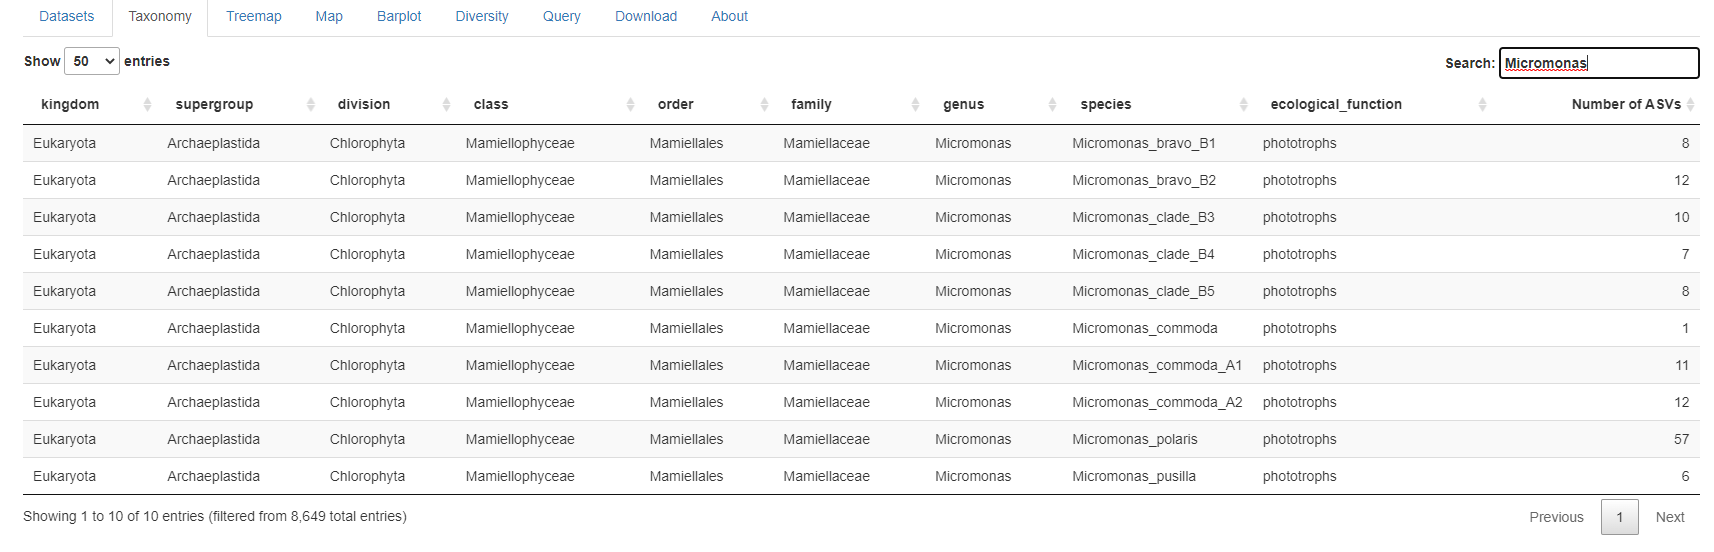 Datasets Taxonomy Treemap Map Barplot Diversity Query Download About
Show 50 entries Search: Micromonas
kingdom supergroup division class order family genus species ecological_function Number of ASVs
Eukaryota Archaeplastida Chlorophyta Mamiellophyceae Mamiellales Mamiellaceae Micromonas Micromonas_bravo_B1 phototrophs 8
Eukaryota Archaeplastida Chlorophyta Mamiellophyceae Mamiellales Mamiellaceae Micromonas Micromonas_bravo_B2 phototrophs 12
Eukaryota Archaeplastida Chlorophyta Mamiellophyceae Mamiellales Mamiellaceae Micromonas Micromonas_clade_B3 phototrophs 10
Eukaryota Archaeplastida Chlorophyta Mamiellophyceae Mamiellales Mamiellaceae Micromonas Micromonas_clade_B4 phototrophs 7
Eukaryota Archaeplastida Chlorophyta Mamiellophyceae Mamiellales Mamiellaceae Micromonas Micromonas_clade_B5 phototrophs 8
Eukaryota Archaeplastida Chlorophyta Mamiellophyceae Mamiellales Mamiellaceae Micromonas Micromonas_commoda phototrophs 1
Eukaryota Archaeplastida Chlorophyta Mamiellophyceae Mamiellales Mamiellaceae Micromonas Micromonas_commoda_A1 phototrophs 11
Eukaryota Archaeplastida Chlorophyta Mamiellophyceae Mamiellales Mamiellaceae Micromonas Micromonas_commoda_A2 phototrophs 12
Eukaryota Archaeplastida Chlorophyta Mamiellophyceae Mamiellales Mamiellaceae Micromonas Micromonas_polaris phototrophs 57
Eukaryota Archaeplastida Chlorophyta Mamiellophyceae Mamiellales Mamiellaceae Micromonas Micromonas_pusilla phototrophs 6
Showing 1 to 10 of 10 entries (filtered from 8,649 total entries) Previous 1 Next